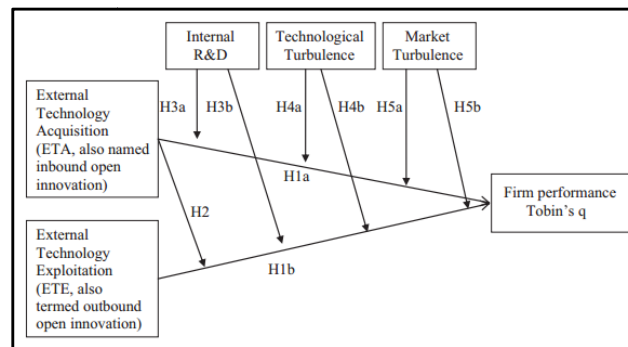 Internal
R&D
Technological
Turbulence
Market
Turbulence
External
Technology
Acquisition
(ETA, also named
inbound open
innovation)
H3a
H3b
H4a
H4b
H5a
H5b
H1a
H2
Firm performance
Tobin's q
External
Technology
Exploitation
(ETE, also
termed outbound
open innovation)
H1b